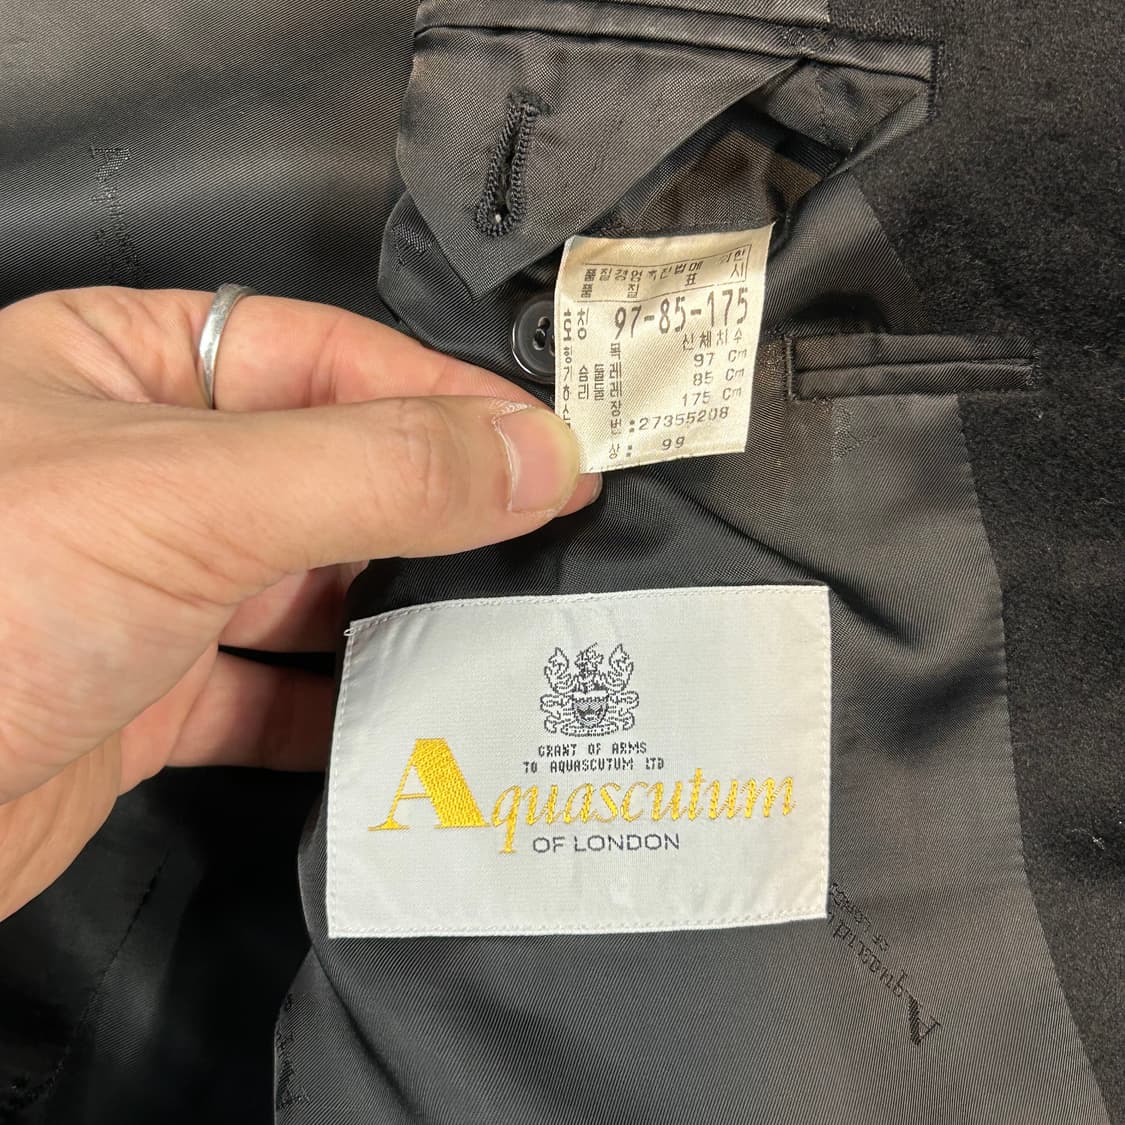 품질경영촉진법에 의한
품 질 표 시
호칭 97-85-175
신체치수
97 Cm
85 Cm
175 Cm
:27355208
: 99
GRANT OF ARMS
TO AQUASCUTUM LTD
Aquascutum
OF LONDON
Aquascutum